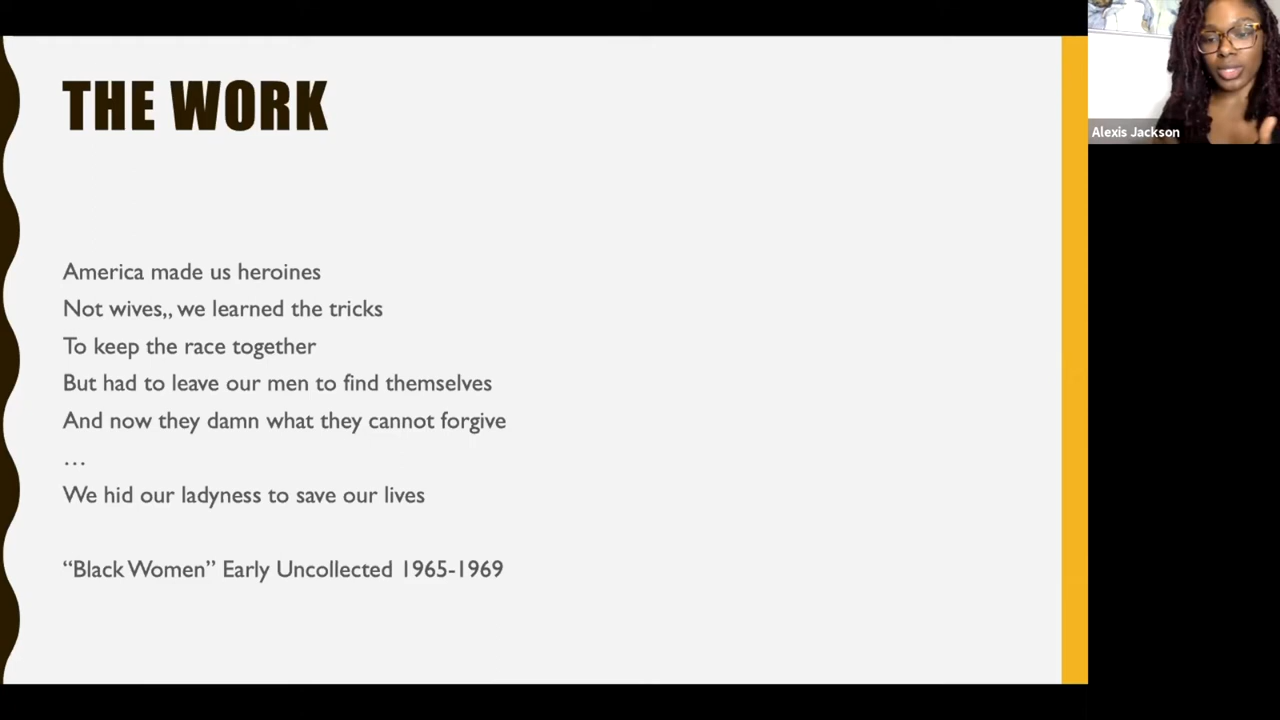 THE WORK
America made us heroines
Not wives,, we learned the tricks
To keep the race together
But had to leave our men to find themselves
And now they damn what they cannot forgive
…
We hid our ladyness to save our lives
“Black Women” Early Uncollected 1965-1969
Alexis Jackson